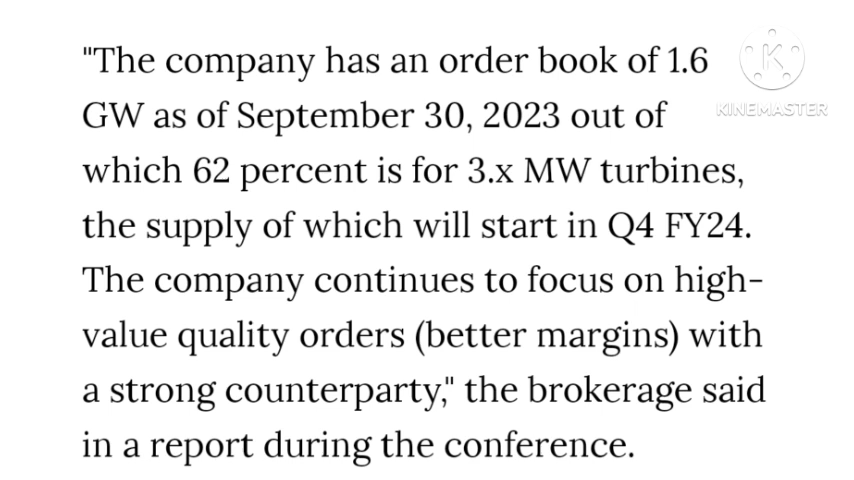 "The company has an order book of 1.6
GW as of September 30, 2023 out of
which 62 percent is for 3.x MW turbines,
the supply of which will start in Q4 FY24.
The company continues to focus on high-
value quality orders (better margins) with
a strong counterparty," the brokerage said
in a report during the conference.
K
KINEMASTER